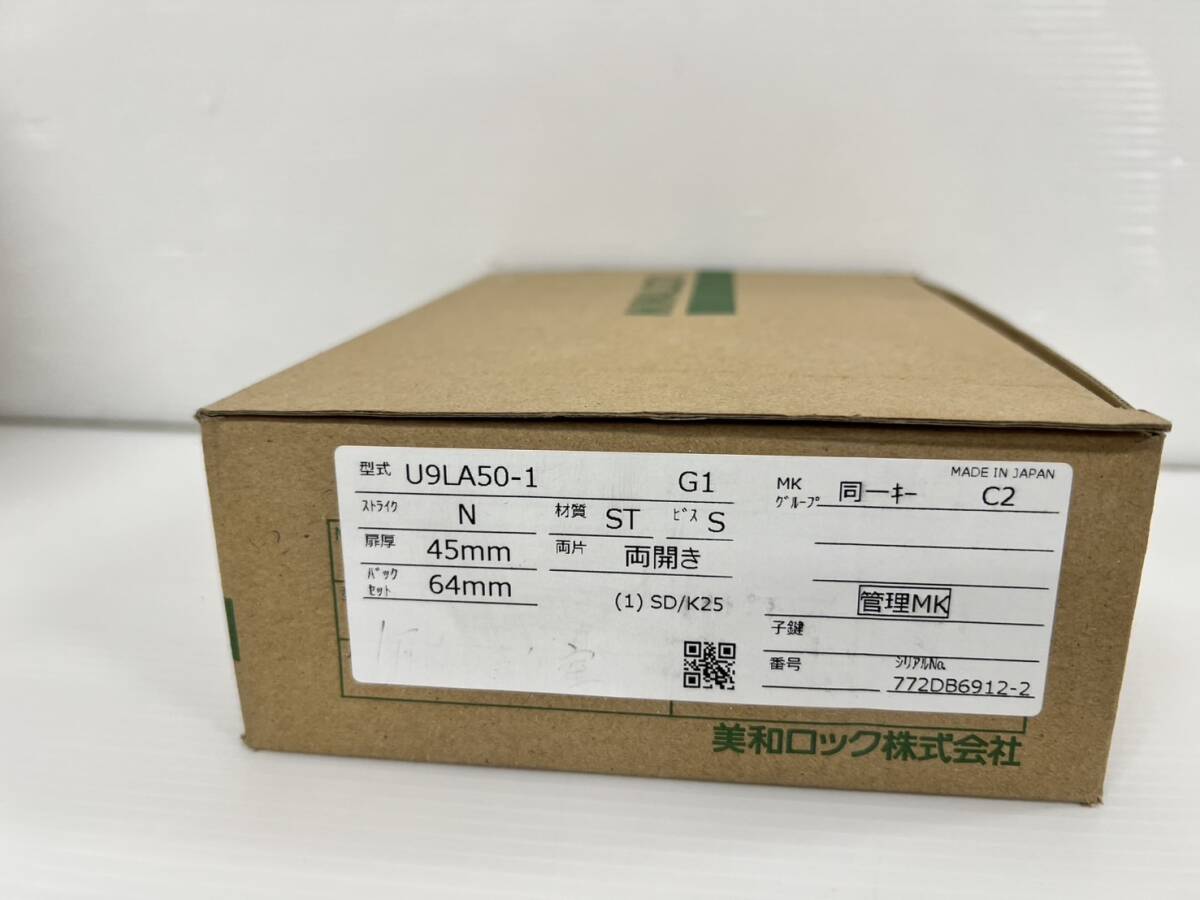 型式 U9LA50-1 G1
ストライク N 材質 ST ビス S
扉厚 45mm 両片 両開き
バックセット 64mm (1) SD/K25
MADE IN JAPAN
MKグループ 同一キー C2
管理MK
子鍵
番号 シリアルNo. 772DB6912-2
美和ロック株式会社